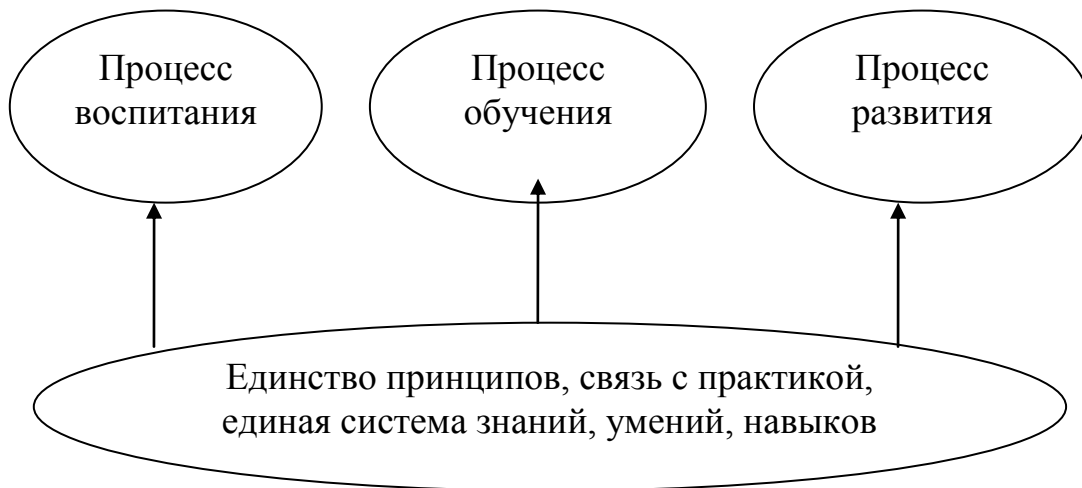 Процесс
воспитания
Процесс
обучения
Процесс
развития
Единство принципов, связь с практикой,
единая система знаний, умений, навыков